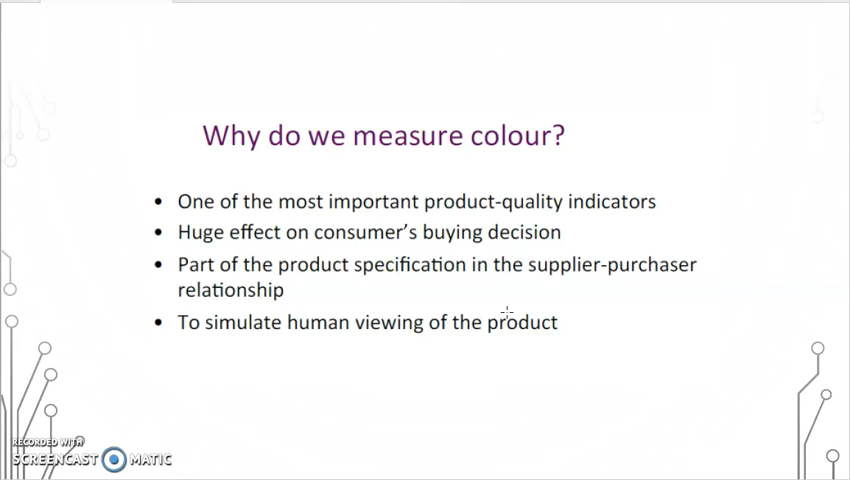 Why do we measure colour?
• One of the most important product-quality indicators
• Huge effect on consumer's buying decision
• Part of the product specification in the supplier-purchaser
relationship
• To simulate human viewing of the product
RECORDED WITH
SCREENCAST MATIC